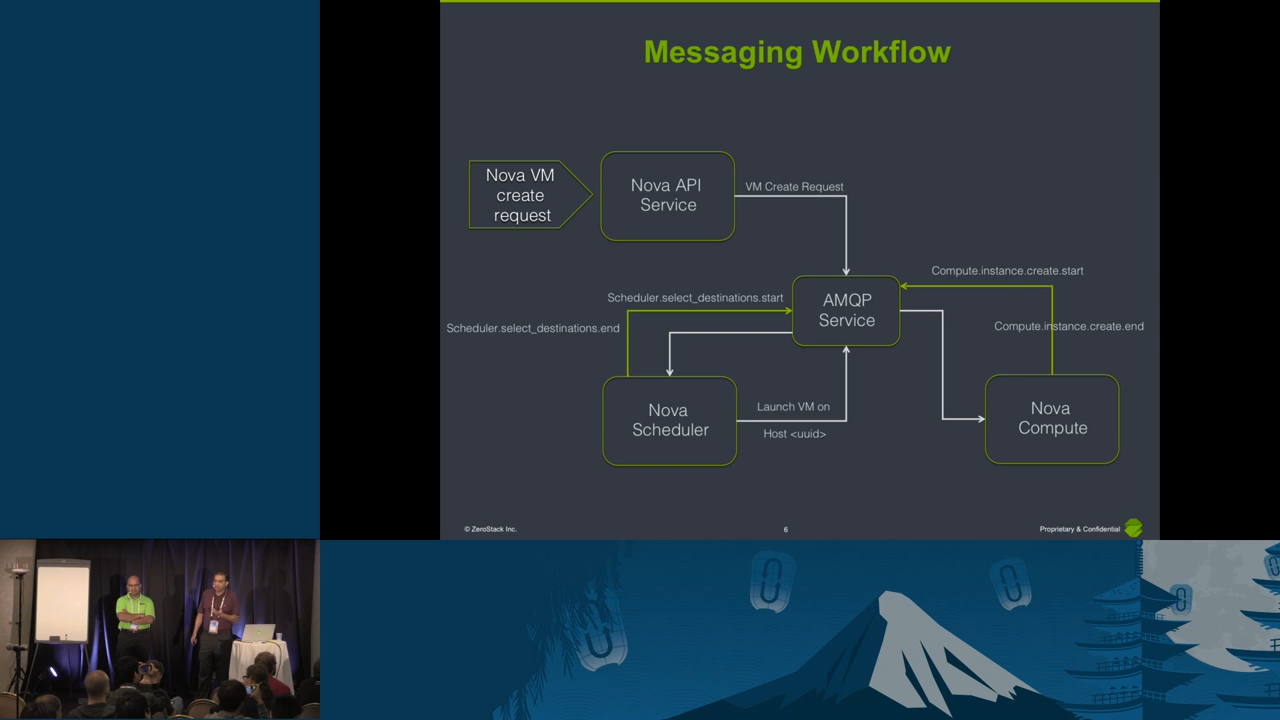 Messaging Workflow
Nova VM
create
request
Nova API
Service
VM Create Request
Compute.instance.create.start
Scheduler.select_destinations.start
AMQP
Service
Scheduler.select_destinations.end
Compute.instance.create.end
Nova
Scheduler
Launch VM on
Host <uuid>
Nova
Compute
© ZeroStack Inc.
6
Proprietary & Confidential